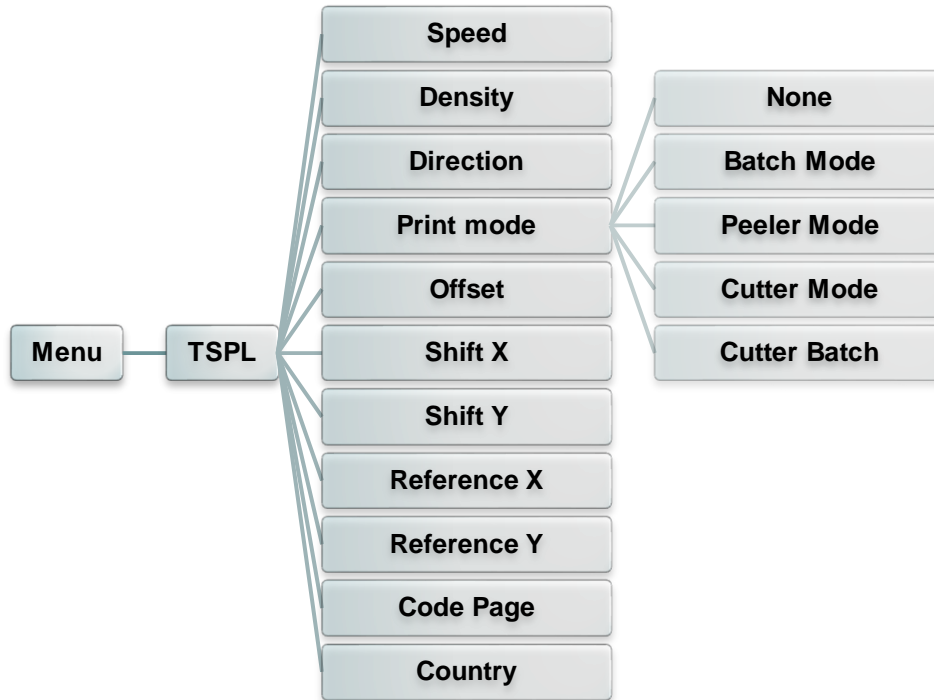 Menu
TSPL
Speed
Density
Direction
Print mode
Offset
Shift X
Shift Y
Reference X
Reference Y
Code Page
Country
None
Batch Mode
Peeler Mode
Cutter Mode
Cutter Batch